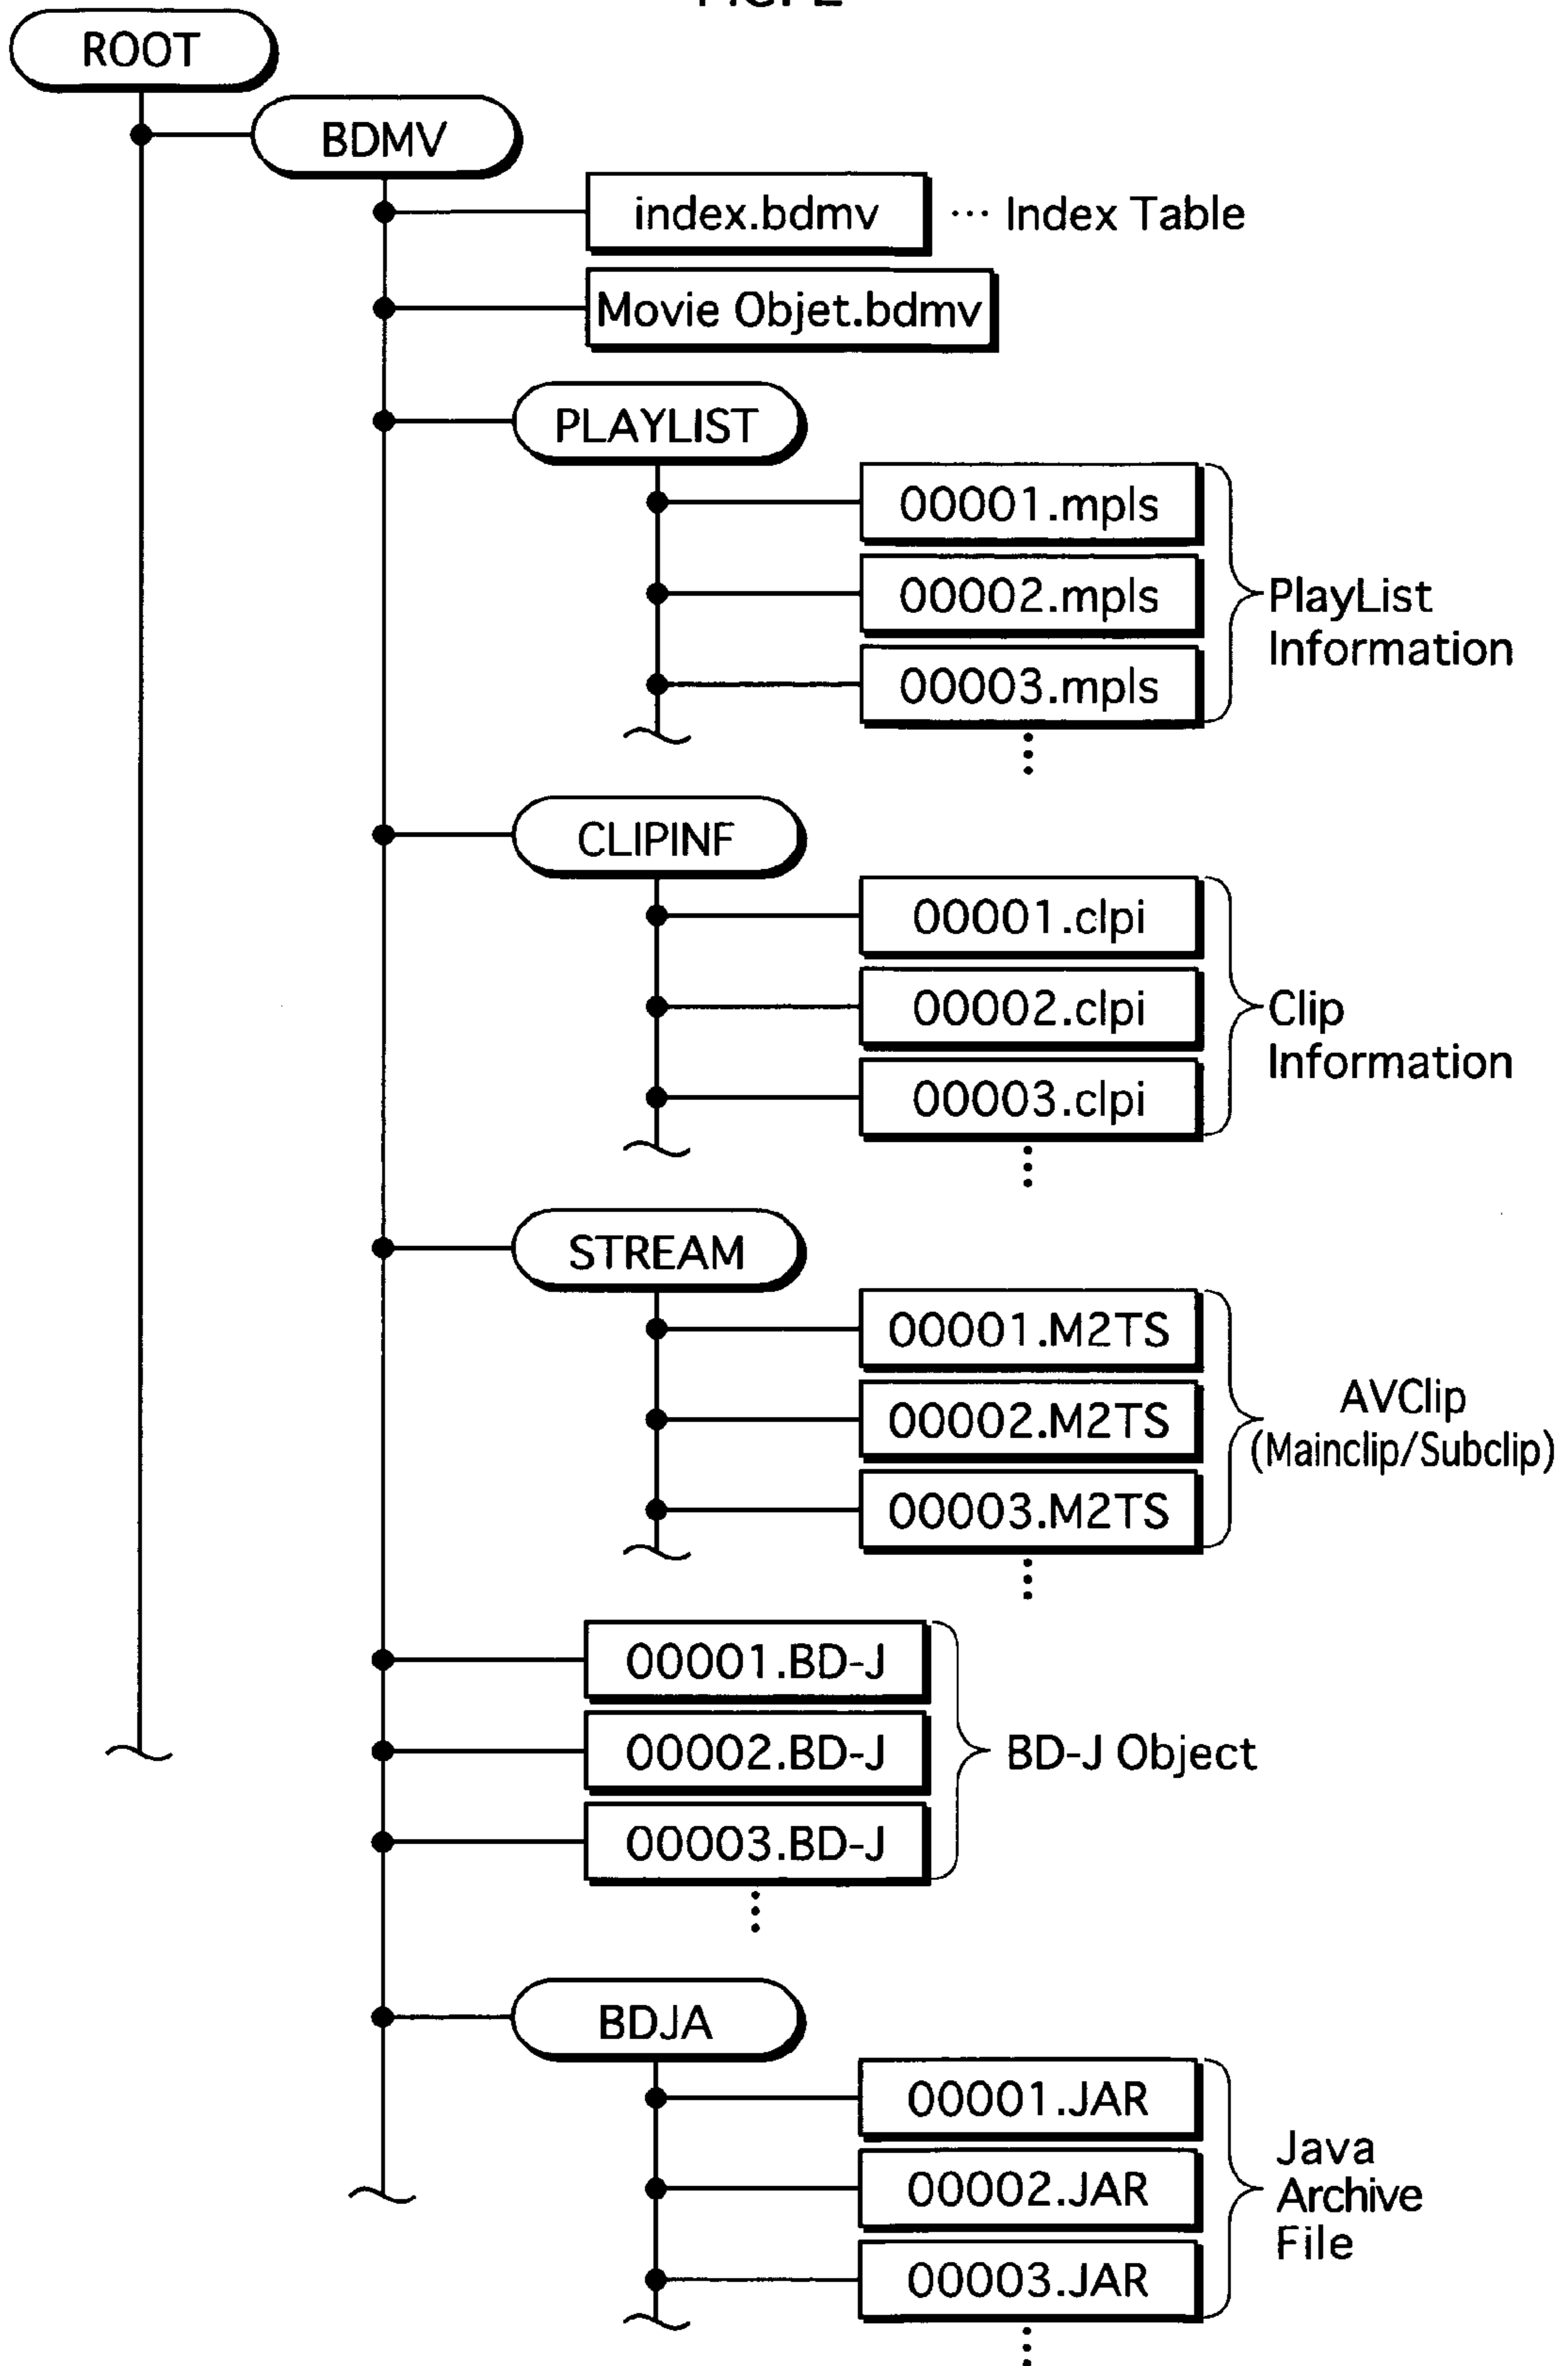 ROOT
BDMV
index.bdmv ··· Index Table
Movie Objet.bdmv
PLAYLIST
00001.mpls
00002.mpls
00003.mpls
PlayList
Information
CLIPINF
00001.clpi
00002.clpi
00003.clpi
Clip
Information
STREAM
00001.M2TS
00002.M2TS
00003.M2TS
AVClip
(Mainclip/Subclip)
00001.BD-J
00002.BD-J
00003.BD-J
BD-J Object
BDJA
00001.JAR
00002.JAR
00003.JAR
Java
Archive
File